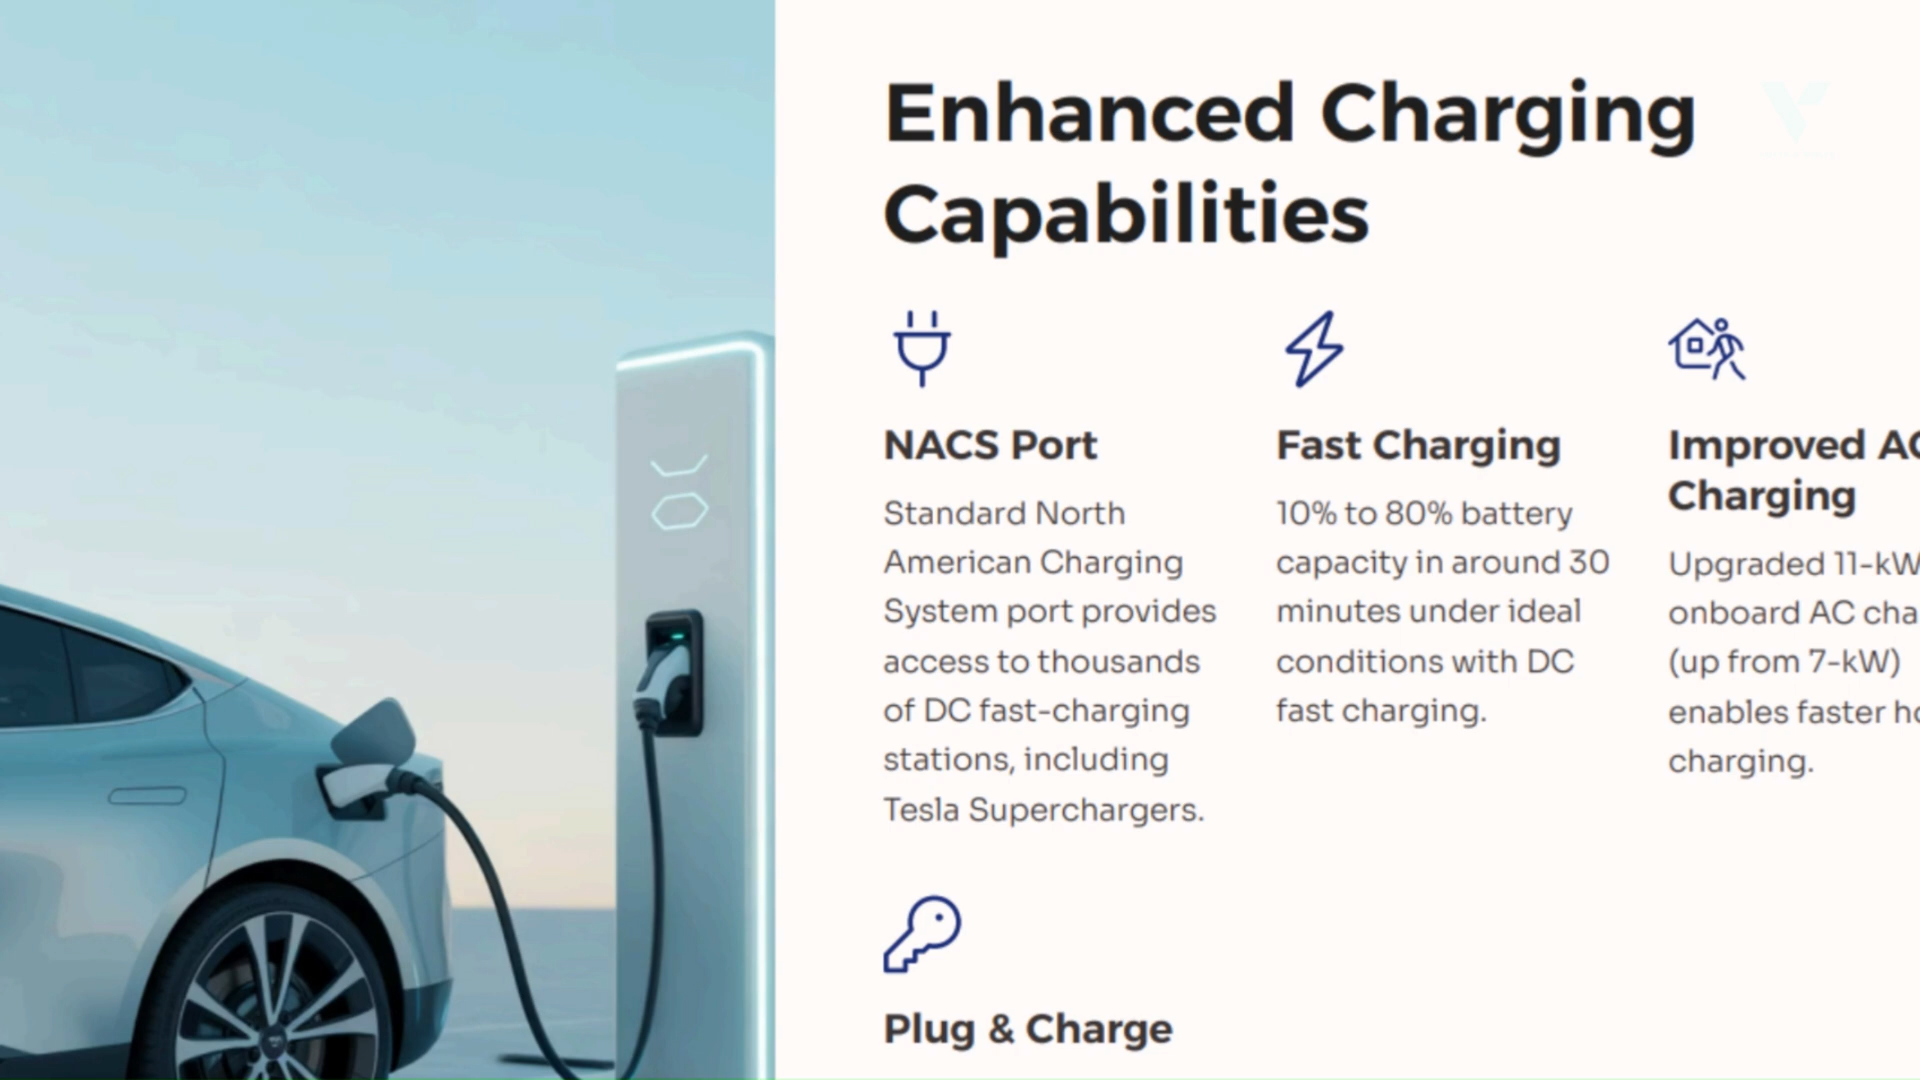 Enhanced Charging
Capabilities
NACS Port
Standard North
American Charging
System port provides
access to thousands
of DC fast-charging
stations, including
Tesla Superchargers.
Fast Charging
10% to 80% battery
capacity in around 30
minutes under ideal
conditions with DC
fast charging.
Improved
Charging
Upgraded 11-kW
onboard AC
(up from 7-kW)
enables faster
charging.
Plug & Charge